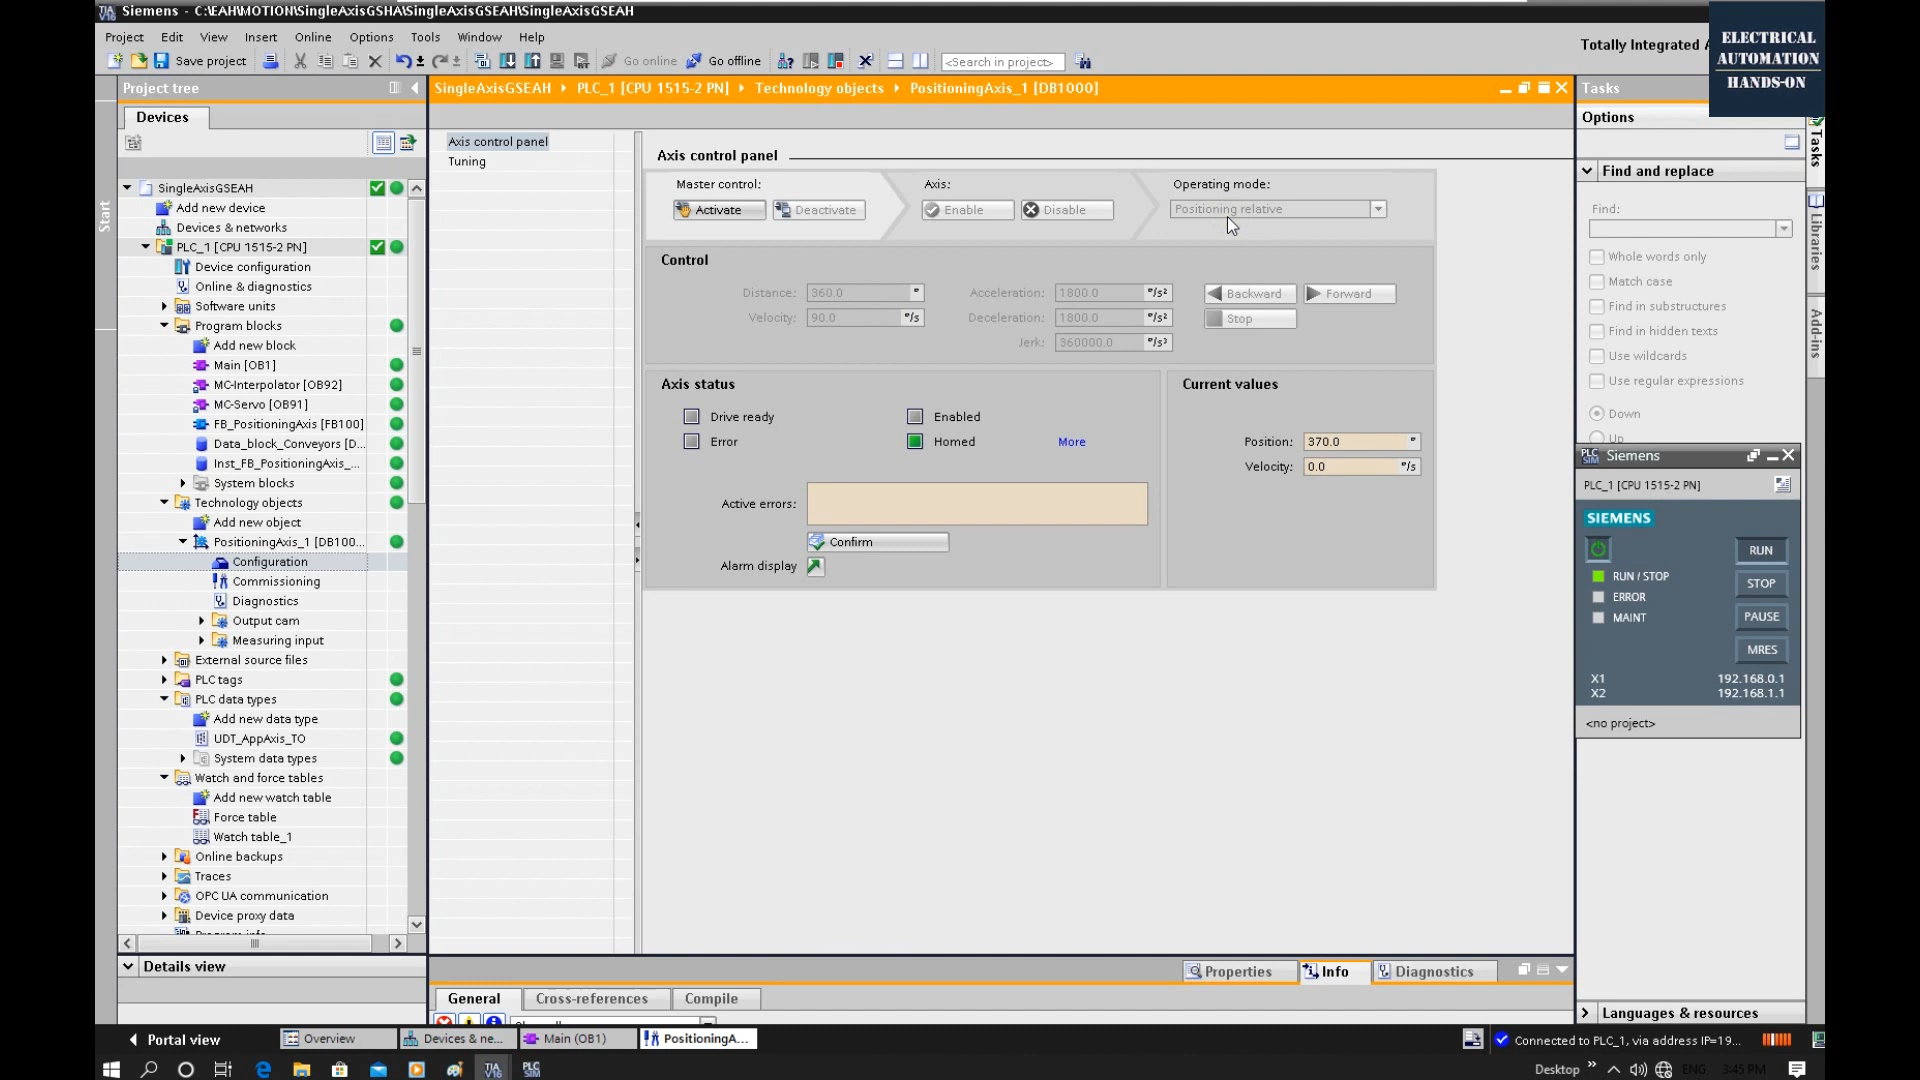 Siemens - C:\EAH\MOTION\SingleAxisGSHA\SingleAxisGSEAH\SingleAxisGSEAH
Project Edit View Insert Online Options Tools Window Help
Totally Integrated A
Save project
Go online
Go offline
<Search in project>
ELECTRICAL
AUTOMATION
HANDS-ON
Project tree
SingleAxisGSEAH PLC_1 [CPU 1515-2 PN] Technology objects PositioningAxis_1 [DB1000]
Tasks
Devices
Options
Start
SingleAxisGSEAH
Add new device
Devices & networks
PLC_1 [CPU 1515-2 PN]
Device configuration
Online & diagnostics
Software units
Program blocks
Add new block
Main [OB1]
MC-Interpolator [OB92]
MC-Servo [OB91]
FB_PositioningAxis [FB100]
Data_block_Conveyors [D...
Inst_FB_PositioningAxis_...
System blocks
Technology objects
Add new object
PositioningAxis_1 [DB100...
Configuration
Commissioning
Diagnostics
Output cam
Measuring input
External source files
PLC tags
PLC data types
Add new data type
UDT_AppAxis_TO
System data types
Watch and force tables
Add new watch table
Force table
Watch table_1
Online backups
Traces
OPC UA communication
Device proxy data
Program info
Details view
Axis control panel
Tuning
Axis control panel
Master control: Axis: Operating mode:
Activate Deactivate Enable Disable Positioning relative
Control
Distance: 360.0 ° Acceleration: 1800.0 °/s² Backward Forward
Velocity: 90.0 °/s Deceleration: 1800.0 °/s² Stop
Jerk: 360000.0 °/s³
Axis status
Drive ready Enabled
Error Homed More
Active errors:
Confirm
Alarm display
Current values
Position: 370.0 °
Velocity: 0.0 °/s
Find and replace
Find:
Whole words only
Match case
Find in substructures
Find in hidden texts
Use wildcards
Use regular expressions
Down
Up
Tasks
Libraries
Add-ins
PLC SIM Siemens
PLC_1 [CPU 1515-2 PN]
SIEMENS
RUN
RUN / STOP
STOP
ERROR
MAINT
PAUSE
MRES
X1 192.168.0.1
X2 192.168.1.1
<no project>
Languages & resources
Properties Info Diagnostics
General Cross-references Compile
Portal view Overview Devices & ne... Main (OB1) PositioningA...
Connected to PLC_1, via address IP=19...
TIA V16 PLC SIM
Desktop ENG 3:45 PM